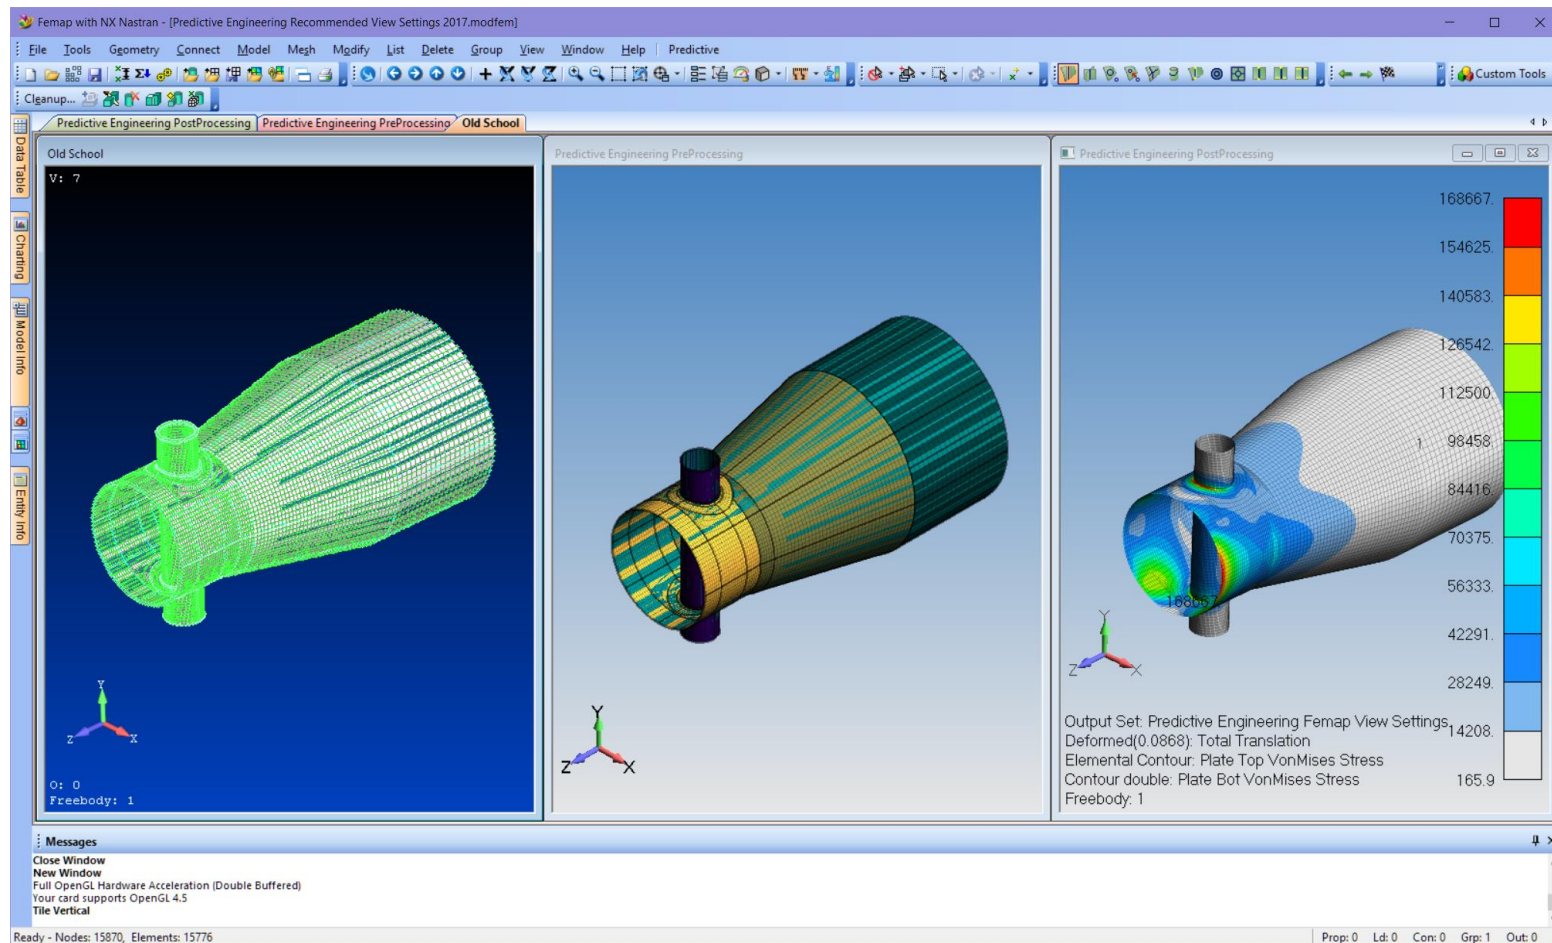 Femap with NX Nastran - [Predictive Engineering Recommended View Settings 2017.modfem]
File Tools Geometry Connect Model Mesh Modify List Delete Group View Window Help Predictive
Custom Tools
Cleanup...
Predictive Engineering PostProcessing Predictive Engineering PreProcessing Old School
Data Table
Charting
Model Info
Entity Info
Old School
V: 7
Y
Z
X
O: 0
Freebody: 1
Predictive Engineering PreProcessing
Y
Z
X
Predictive Engineering PostProcessing
168667.
154625.
140583.
126542.
112500.
98458.
84416.
70375.
56333.
42291.
28249.
14208.
165.9
1
168667.
Y
Z
X
Output Set: Predictive Engineering Femap View Settings
Deformed(0.0868): Total Translation
Elemental Contour: Plate Top VonMises Stress
Contour double: Plate Bot VonMises Stress
Freebody: 1
Messages
Close Window
New Window
Full OpenGL Hardware Acceleration (Double Buffered)
Your card supports OpenGL 4.5
Tile Vertical
Ready - Nodes: 15870, Elements: 15776
Prop: 0 Ld: 0 Con: 0 Grp: 1 Out: 0